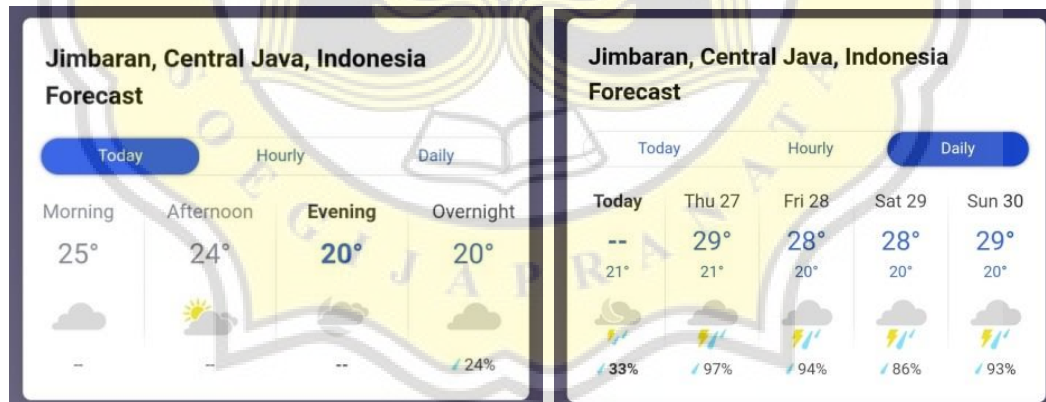 Jimbaran, Central Java, Indonesia
Forecast
Today Hourly Daily
Morning Afternoon Evening Overnight
25° 24° 20° 20°
-- -- -- 24%
Jimbaran, Central Java, Indonesia
Forecast
Today Hourly Daily
Today Thu 27 Fri 28 Sat 29 Sun 30
-- 29° 28° 28° 29°
21° 21° 20° 20° 20°
33% 97% 94% 86% 93%
SOEGIJAPRANATA